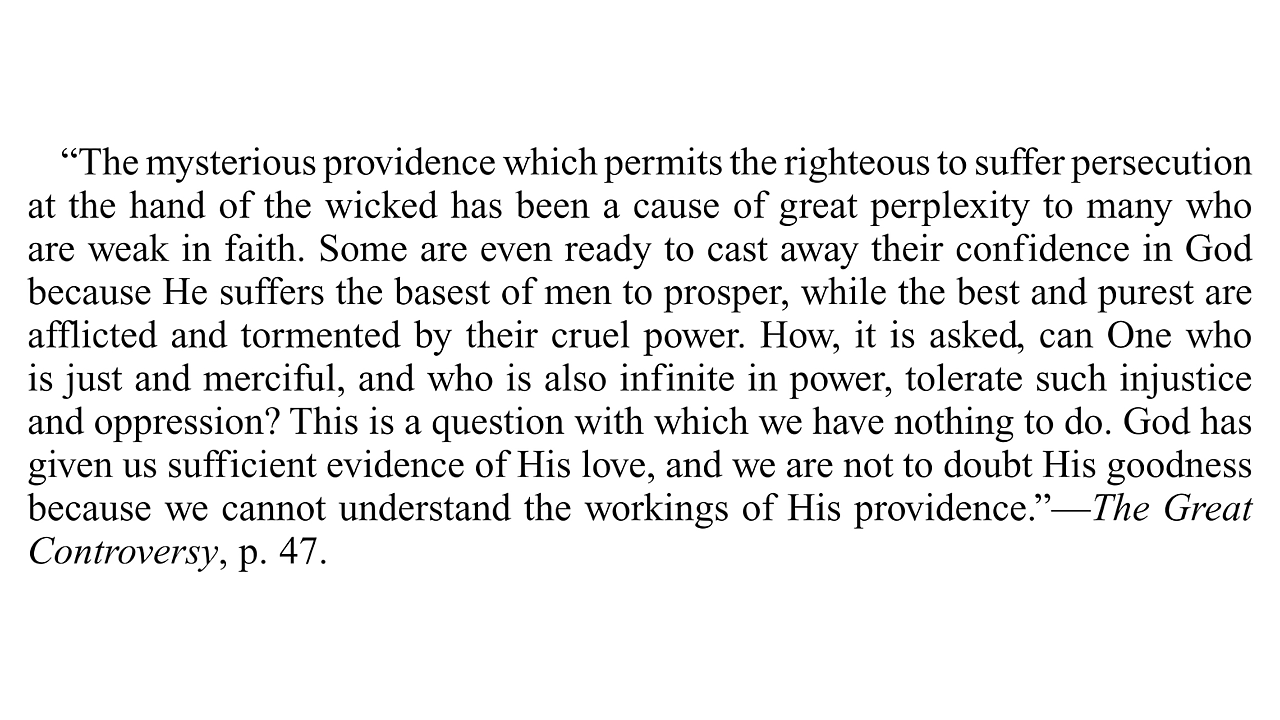 “The mysterious providence which permits the righteous to suffer persecution
at the hand of the wicked has been a cause of great perplexity to many who
are weak in faith. Some are even ready to cast away their confidence in God
because He suffers the basest of men to prosper, while the best and purest are
afflicted and tormented by their cruel power. How, it is asked, can One who
is just and merciful, and who is also infinite in power, tolerate such injustice
and oppression? This is a question with which we have nothing to do. God has
given us sufficient evidence of His love, and we are not to doubt His goodness
because we cannot understand the workings of His providence.”—The Great
Controversy, p. 47.